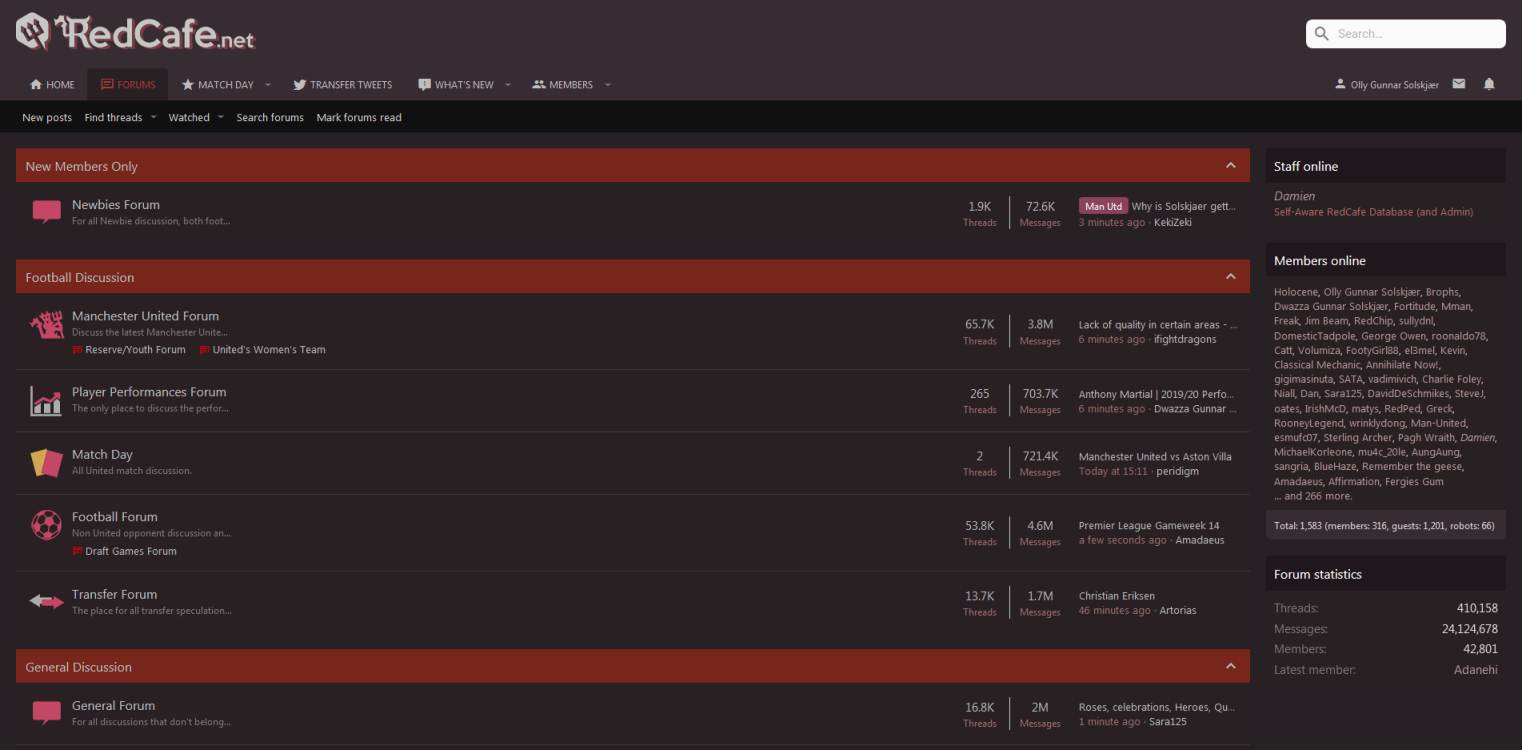 RedCafe.net
Search...
HOME
FORUMS
MATCH DAY
TRANSFER TWEETS
WHAT'S NEW
MEMBERS
Olly Gunnar Solskjær
New posts
Find threads
Watched
Search forums
Mark forums read
New Members Only
Newbies Forum
For all Newbie discussion, both foot...
1.9K
Threads
72.6K
Messages
Man Utd Why is Solskjaer gett...
3 minutes ago · KekiZeki
Football Discussion
Manchester United Forum
Discuss the latest Manchester Unite...
Reserve/Youth Forum
United's Women's Team
65.7K
Threads
3.8M
Messages
Lack of quality in certain areas - ...
6 minutes ago · ifightdragons
Player Performances Forum
The only place to discuss the perfor...
265
Threads
703.7K
Messages
Anthony Martial | 2019/20 Perfo...
6 minutes ago · Dwazza Gunnar ...
Match Day
All United match discussion.
2
Threads
721.4K
Messages
Manchester United vs Aston Villa
Today at 15:11 · peridigm
Football Forum
Non United opponent discussion an...
Draft Games Forum
53.8K
Threads
4.6M
Messages
Premier League Gameweek 14
a few seconds ago · Amadaeus
Transfer Forum
The place for all transfer speculation...
13.7K
Threads
1.7M
Messages
Christian Eriksen
46 minutes ago · Artorias
General Discussion
General Forum
For all discussions that don't belong...
16.8K
Threads
2M
Messages
Roses, celebrations, Heroes, Qu...
1 minute ago · Sara125
Staff online
Damien
Self-Aware RedCafe Database (and Admin)
Members online
Holocene, Olly Gunnar Solskjær, Brophs,
Dwazza Gunnar Solskjær, Fortitude, Mman,
Freak, Jim Beam, RedChip, sullydnl,
DomesticTadpole, George Owen, roonaldo78,
Catt, Volumiza, FootyGirl88, el3mel, Kevin,
Classical Mechanic, Annihilate Now!,
gigimasinuta, SATA, vadimivich, Charlie Foley,
Niall, Dan, Sara125, DavidDeSchmikes, SteveJ,
oates, IrishMcD, matys, RedPed, Greck,
RooneyLegend, wrinklydong, Man-United,
esmufc07, Sterling Archer, Pagh Wraith, Damien,
MichaelKorleone, mu4c_20le, AungAung,
sangria, BlueHaze, Remember the geese,
Amadaeus, Affirmation, Fergies Gum
... and 266 more.
Total: 1,583 (members: 316, guests: 1,201, robots: 66)
Forum statistics
Threads: 410,158
Messages: 24,124,678
Members: 42,801
Latest member: Adanehi